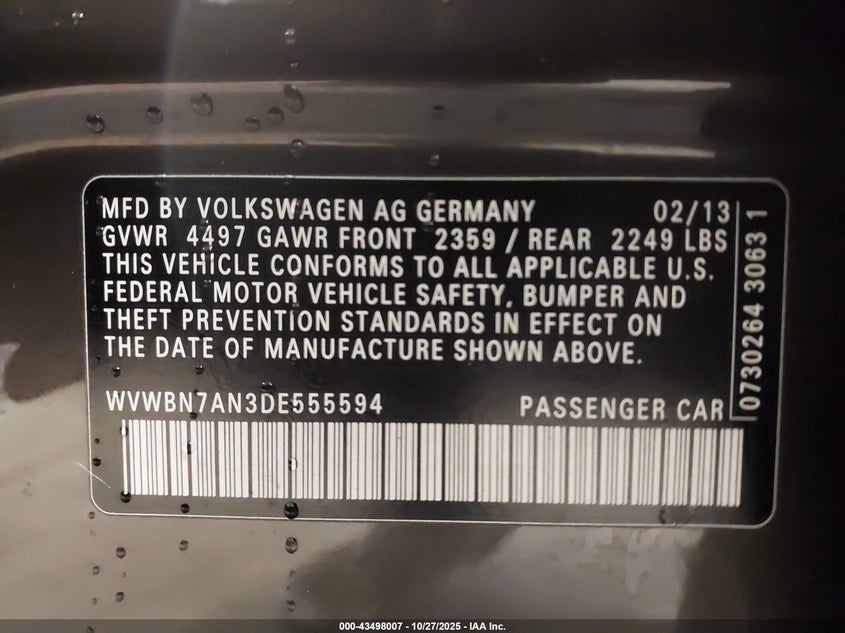 MFD BY VOLKSWAGEN AG GERMANY 02/13
GVWR 4497 GAWR FRONT 2359 / REAR 2249 LBS
THIS VEHICLE CONFORMS TO ALL APPLICABLE U.S.
FEDERAL MOTOR VEHICLE SAFETY, BUMPER AND
THEFT PREVENTION STANDARDS IN EFFECT ON
THE DATE OF MANUFACTURE SHOWN ABOVE.
WVWBN7AN3DE555594 PASSENGER CAR
0730264 3063 1
000-43498007 - 10/27/2025 - IAA Inc.